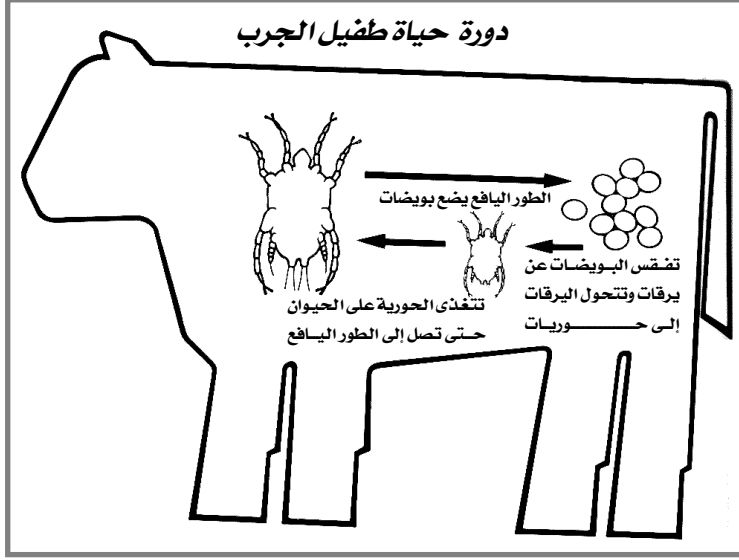 دورة حياة طفيل الجرب
الطور اليافع يضع بويضات
تفقس البويضات عن
يرقات وتتحول اليرقات
إلى حوريات
تتغذى الحورية على الحيوان
حتى تصل إلى الطور اليافع